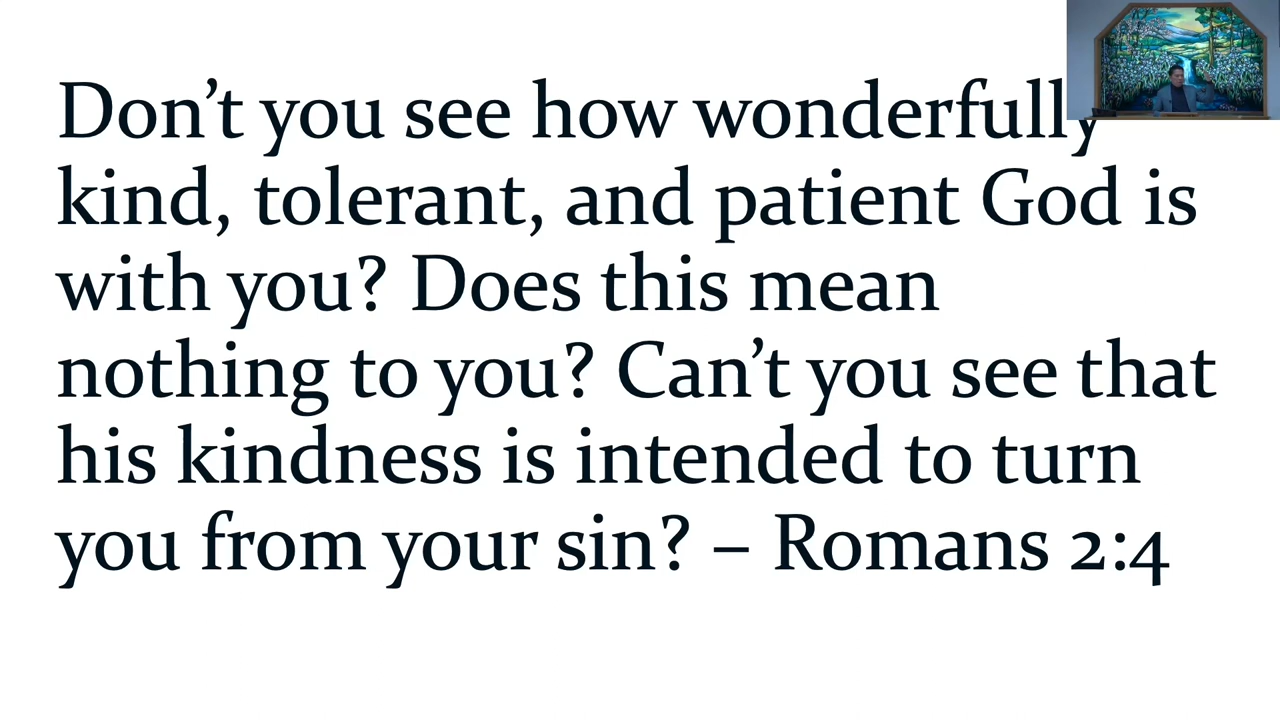 Don’t you see how wonderfully
kind, tolerant, and patient God is
with you? Does this mean
nothing to you? Can’t you see that
his kindness is intended to turn
you from your sin? – Romans 2:4